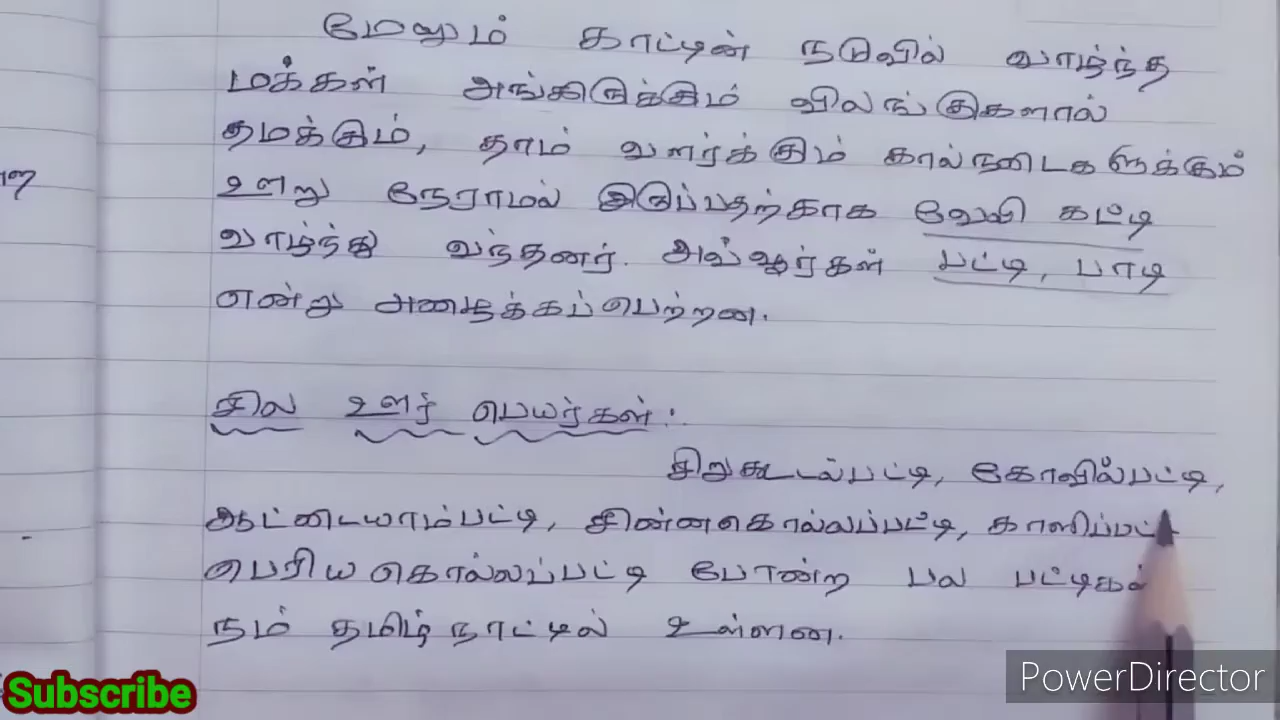 மேலும் காட்டின் நடுவில் வாழ்ந்த
மக்கள் அங்கிருக்கும் விலங்குகளால்
தமக்கும், தாம் வளர்க்கும் கால்நடைகளுக்கும்
ஊறு நேராமல் இருப்பதற்காக வேலி கட்டி
வாழ்ந்து வந்தனர். அவ்வூர்கள் பட்டி, பாடி
என்று அழைக்கப்பெற்றன.
சில ஊர் பெயர்கள்:
சிறுகூடல்பட்டி, கோவில்பட்டி,
ஆட்டையாம்பட்டி, சின்னகொல்லப்பட்டி,
பெரியகொல்லப்பட்டி போன்ற பல
நம் தமிழ்நாட்டில் உள்ளன.
Subscribe
PowerDirector